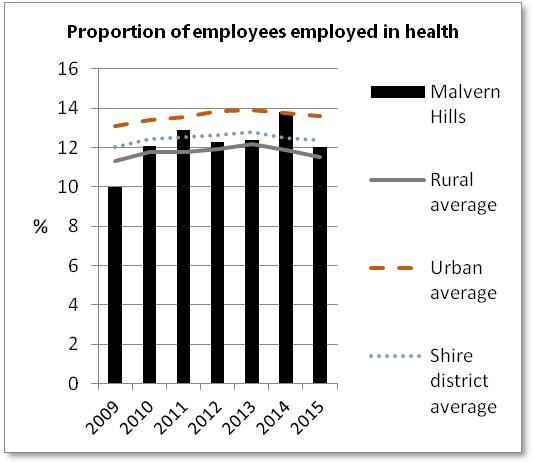 Proportion of employees employed in health
16
14
12
10
8
6
4
2
0
%
2009
2010
2011
2012
2013
2014
2015
Malvern
Hills
Rural
average
Urban
average
Shire
district
average